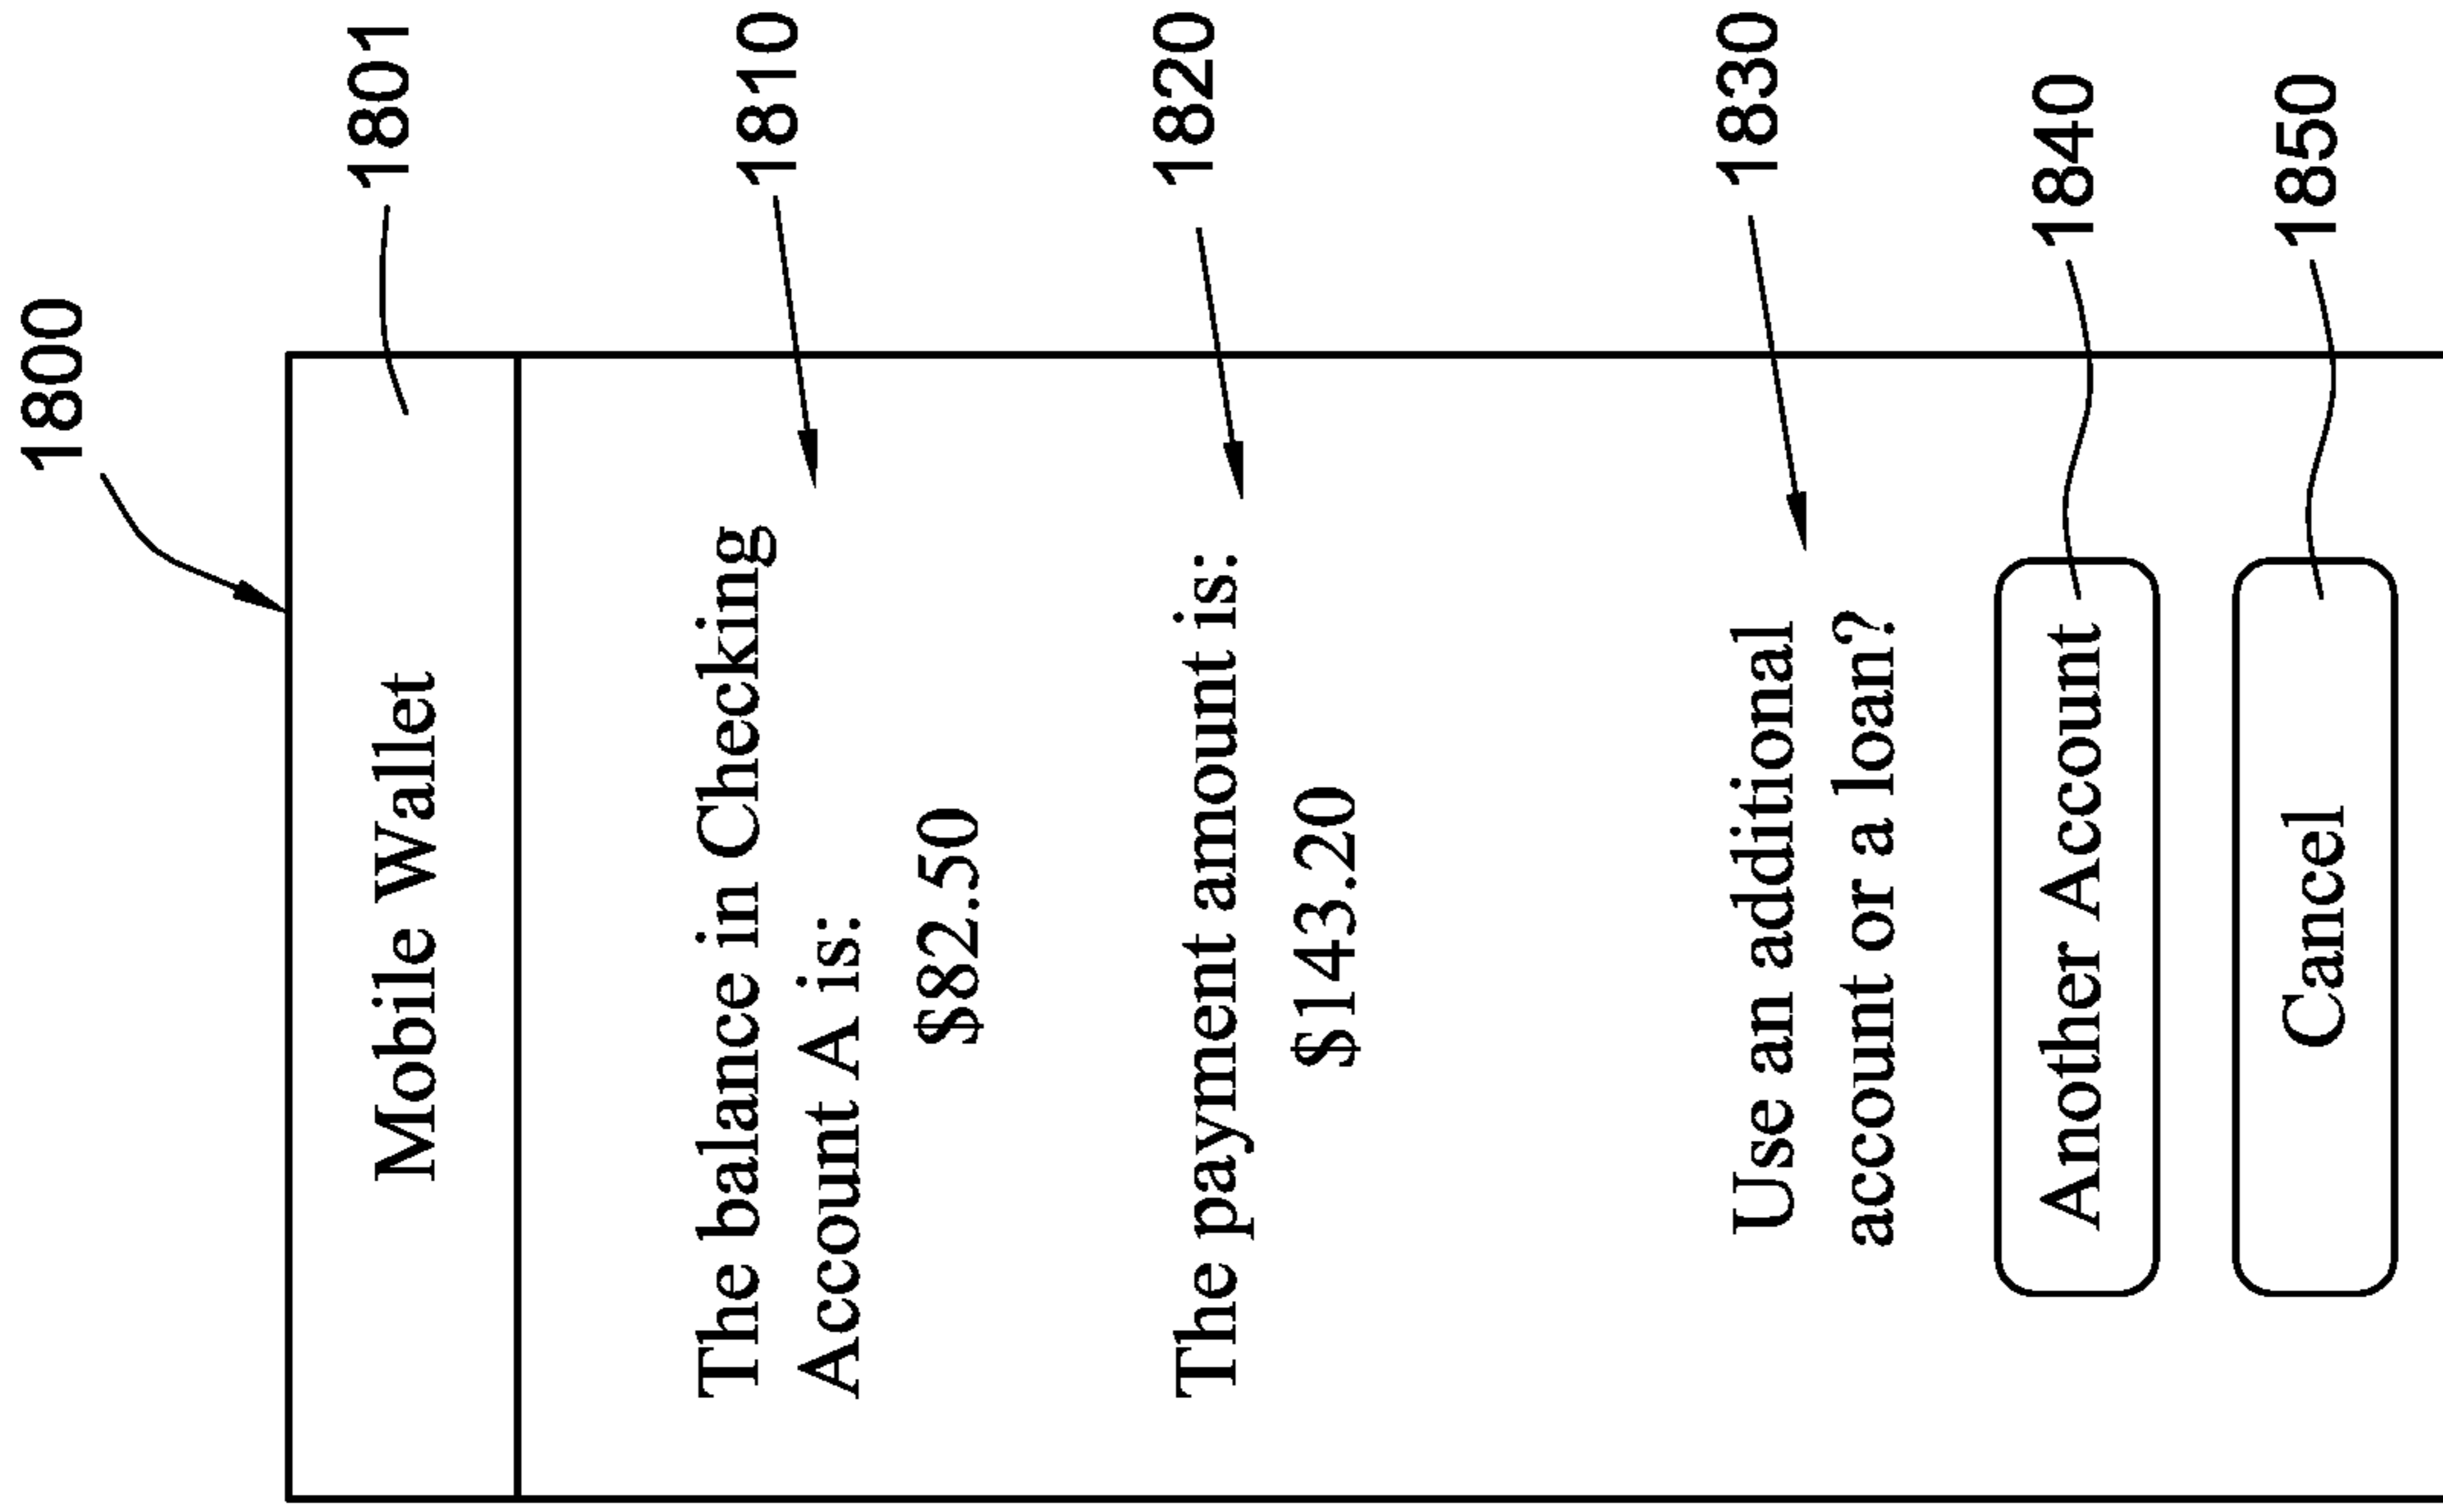 1800
Mobile Wallet
1801
The balance in Checking
Account A is:
1810
$82.50
The payment amount is:
1820
$143.20
Use an additional
account or a loan?
1830
Another Account
1840
Cancel
1850